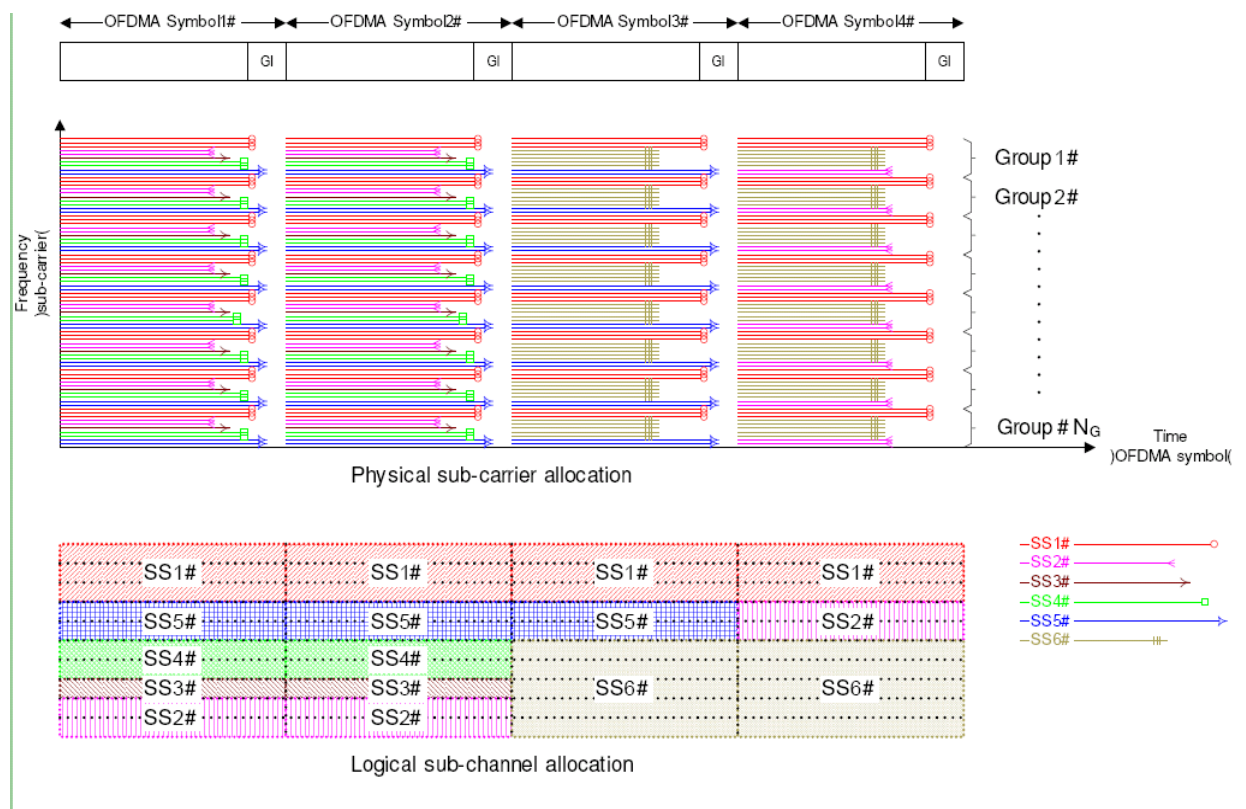 OFDMA Symbol1# OFDMA Symbol2# OFDMA Symbol3# OFDMA Symbol4#
GI GI GI GI
Group 1#
Group 2#
Group # NG
Frequency
)sub-carrier(
Time
)OFDMA symbol(
Physical sub-carrier allocation
SS1# SS1# SS1# SS1#
SS5# SS5# SS5# SS2#
SS4# SS4#
SS3# SS3# SS6# SS6#
SS2# SS2#
SS1#
SS2#
SS3#
SS4#
SS5#
SS6#
Logical sub-channel allocation